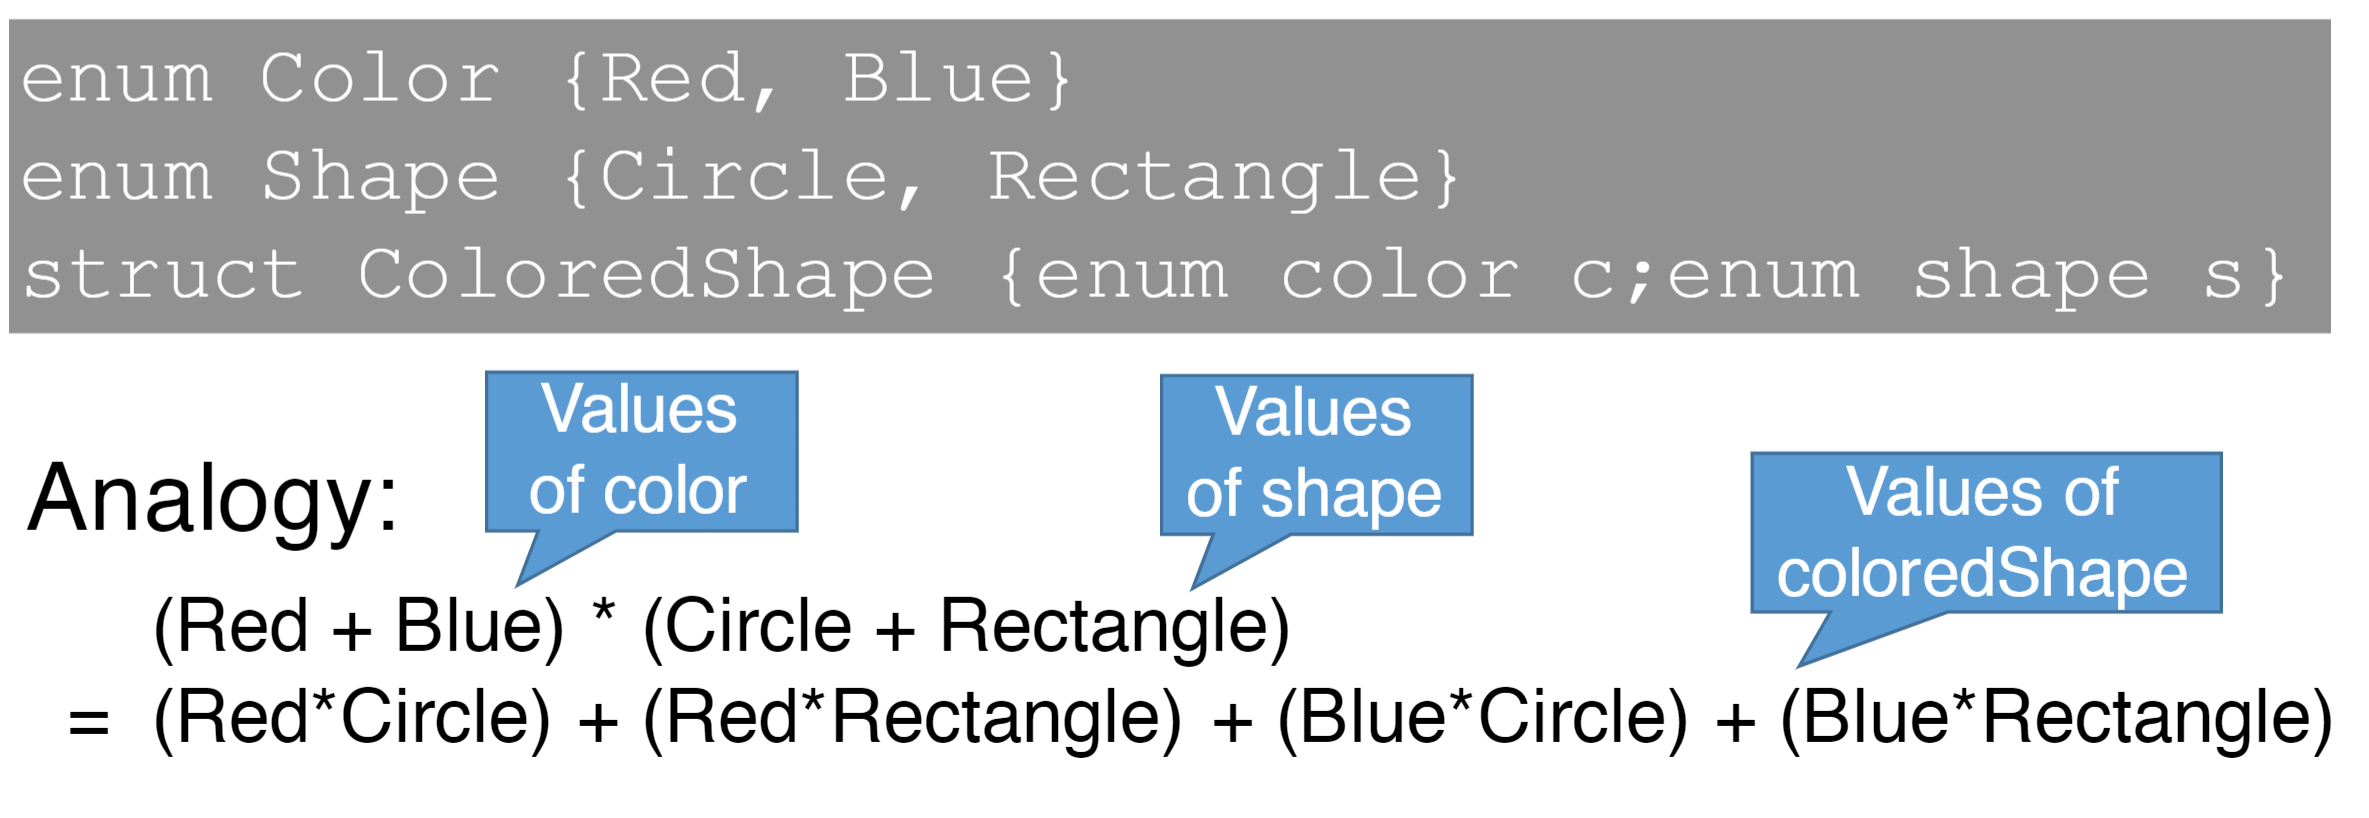 enum Color {Red, Blue}
enum Shape {Circle, Rectangle}
struct ColoredShape {enum color c;enum shape s}
Values
of color
Values
of shape
Values of
coloredShape
Analogy:
(Red + Blue) * (Circle + Rectangle)
= (Red*Circle) + (Red*Rectangle) + (Blue*Circle) + (Blue*Rectangle)